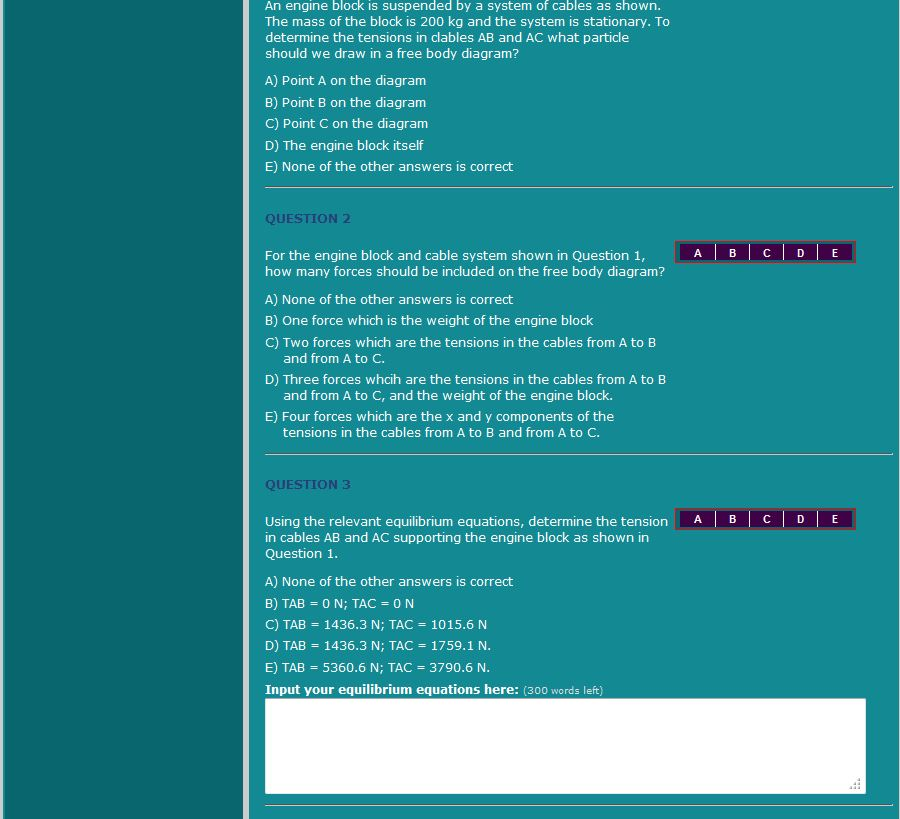 An engine block is suspended by a system of cables as shown.
The mass of the block is 200 kg and the system is stationary. To
determine the tensions in clables AB and AC what particle
should we draw in a free body diagram?
A) Point A on the diagram
B) Point B on the diagram
C) Point C on the diagram
D) The engine block itself
E) None of the other answers is correct
QUESTION 2
For the engine block and cable system shown in Question 1,
how many forces should be included on the free body diagram?
A B C D E
A) None of the other answers is correct
B) One force which is the weight of the engine block
C) Two forces which are the tensions in the cables from A to B
and from A to C.
D) Three forces whcih are the tensions in the cables from A to B
and from A to C, and the weight of the engine block.
E) Four forces which are the x and y components of the
tensions in the cables from A to B and from A to C.
QUESTION 3
Using the relevant equilibrium equations, determine the tension
in cables AB and AC supporting the engine block as shown in
Question 1.
A B C D E
A) None of the other answers is correct
B) TAB = 0 N; TAC = 0 N
C) TAB = 1436.3 N; TAC = 1015.6 N
D) TAB = 1436.3 N; TAC = 1759.1 N.
E) TAB = 5360.6 N; TAC = 3790.6 N.
Input your equilibrium equations here: (300 words left)